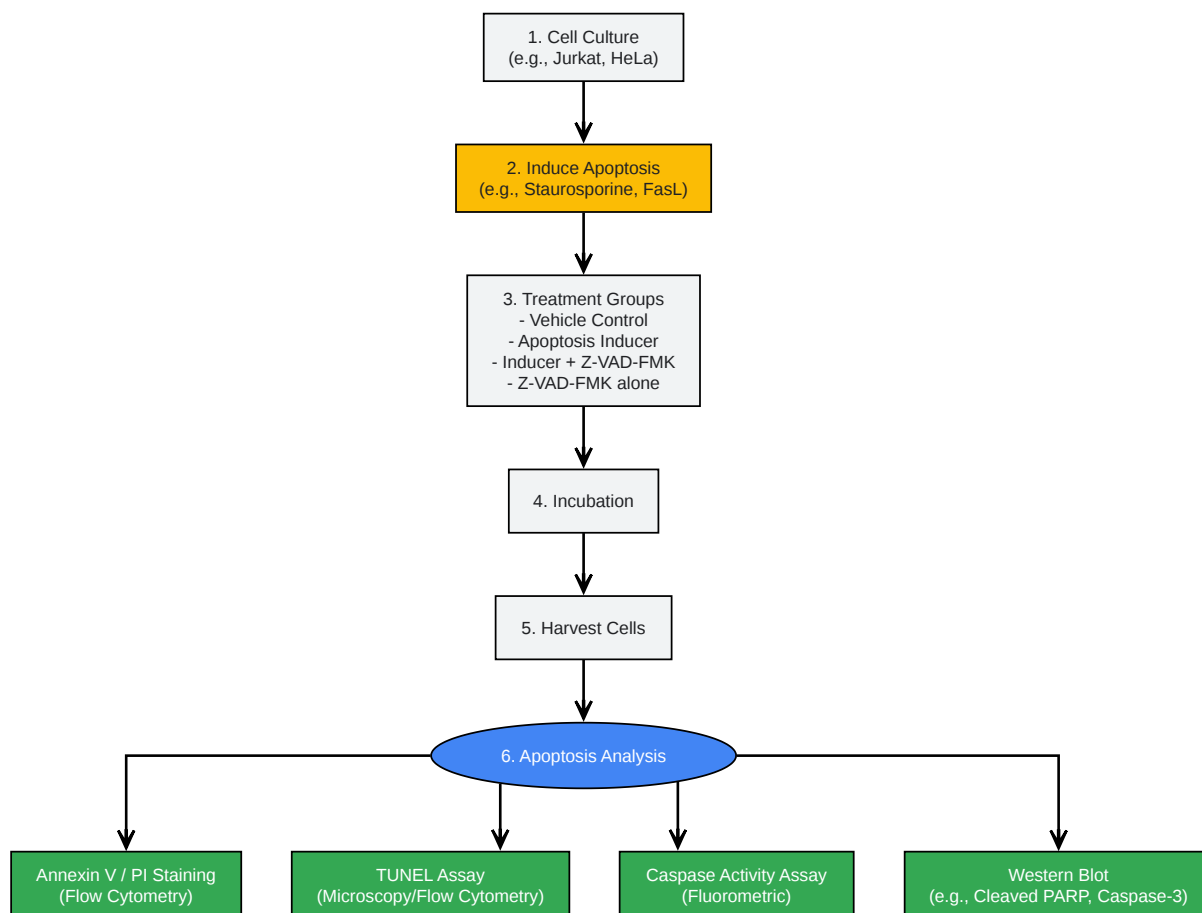 1. Cell Culture
(e.g., Jurkat, HeLa)
2. Induce Apoptosis
(e.g., Staurosporine, FasL)
3. Treatment Groups
- Vehicle Control
- Apoptosis Inducer
- Inducer + Z-VAD-FMK
- Z-VAD-FMK alone
4. Incubation
5. Harvest Cells
6. Apoptosis Analysis
Annexin V / PI Staining
(Flow Cytometry)
TUNEL Assay
(Microscopy/Flow Cytometry)
Caspase Activity Assay
(Fluorometric)
Western Blot
(e.g., Cleaved PARP, Caspase-3)